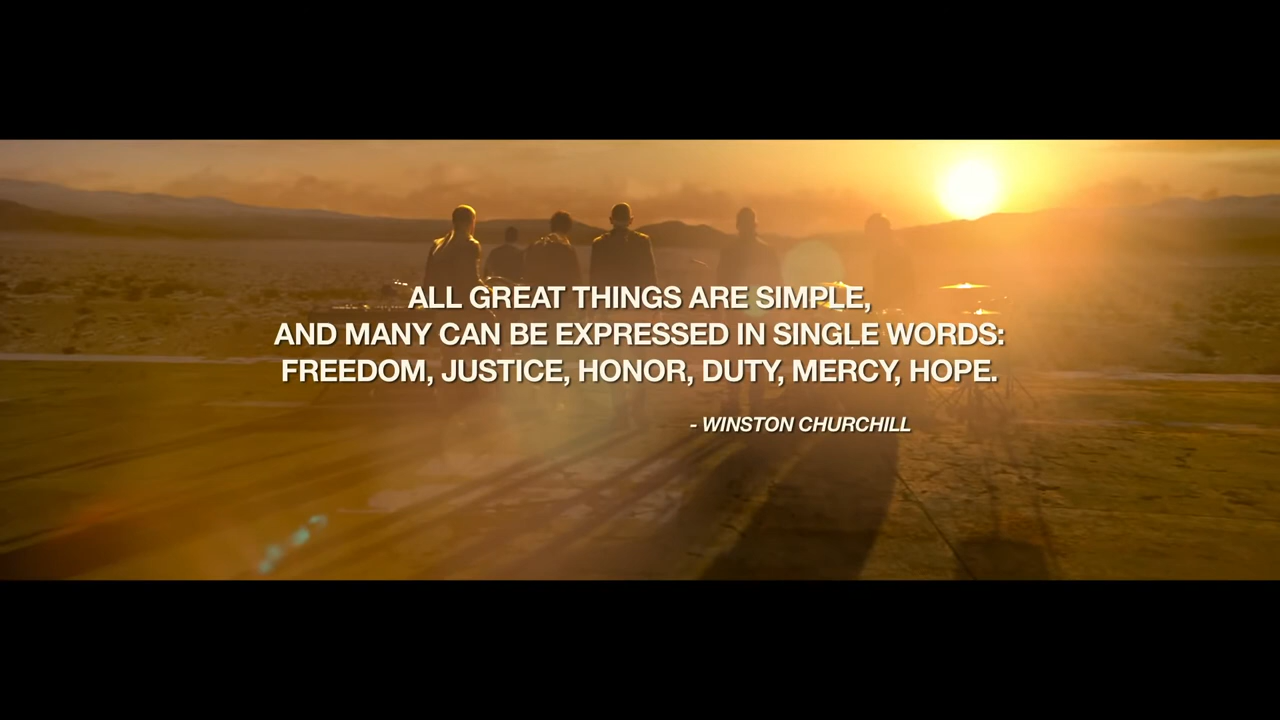 ALL GREAT THINGS ARE SIMPLE,
AND MANY CAN BE EXPRESSED IN SINGLE WORDS:
FREEDOM, JUSTICE, HONOR, DUTY, MERCY, HOPE.
- WINSTON CHURCHILL